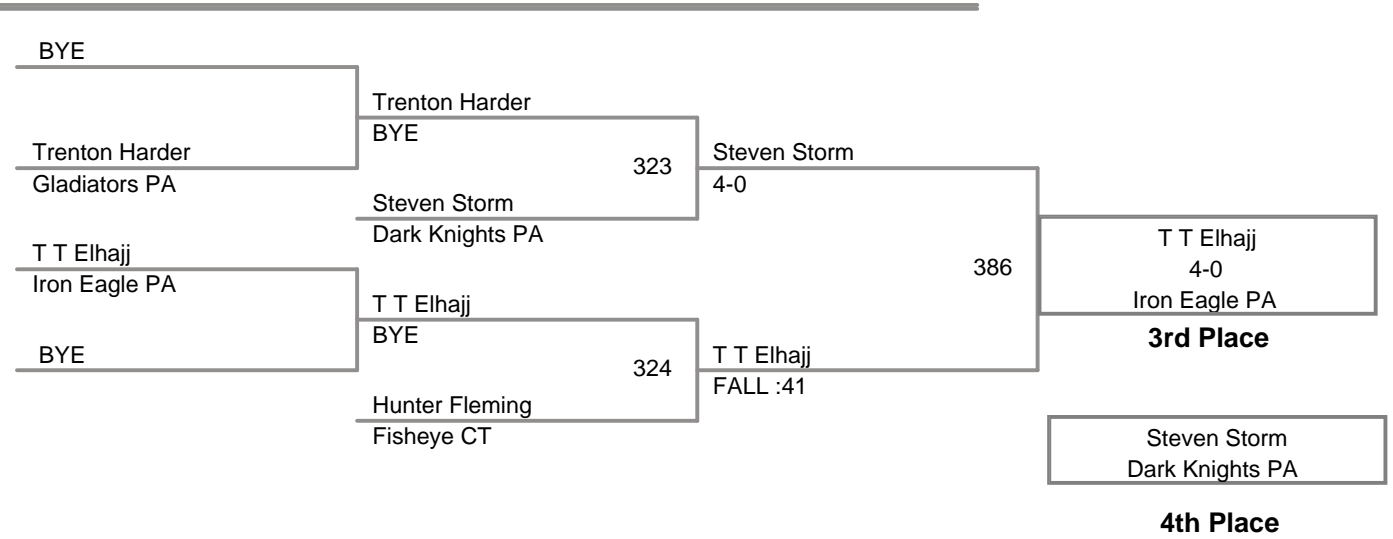 BYE
Trenton Harder
Gladiators PA
T T Elhajj
Iron Eagle PA
BYE
Trenton Harder
BYE
323
Steven Storm
Dark Knights PA
T T Elhajj
BYE
324
Hunter Fleming
Fisheye CT
Steven Storm
4-0
386
T T Elhajj
FALL :41
T T Elhajj
4-0
Iron Eagle PA
3rd Place
Steven Storm
Dark Knights PA
4th Place